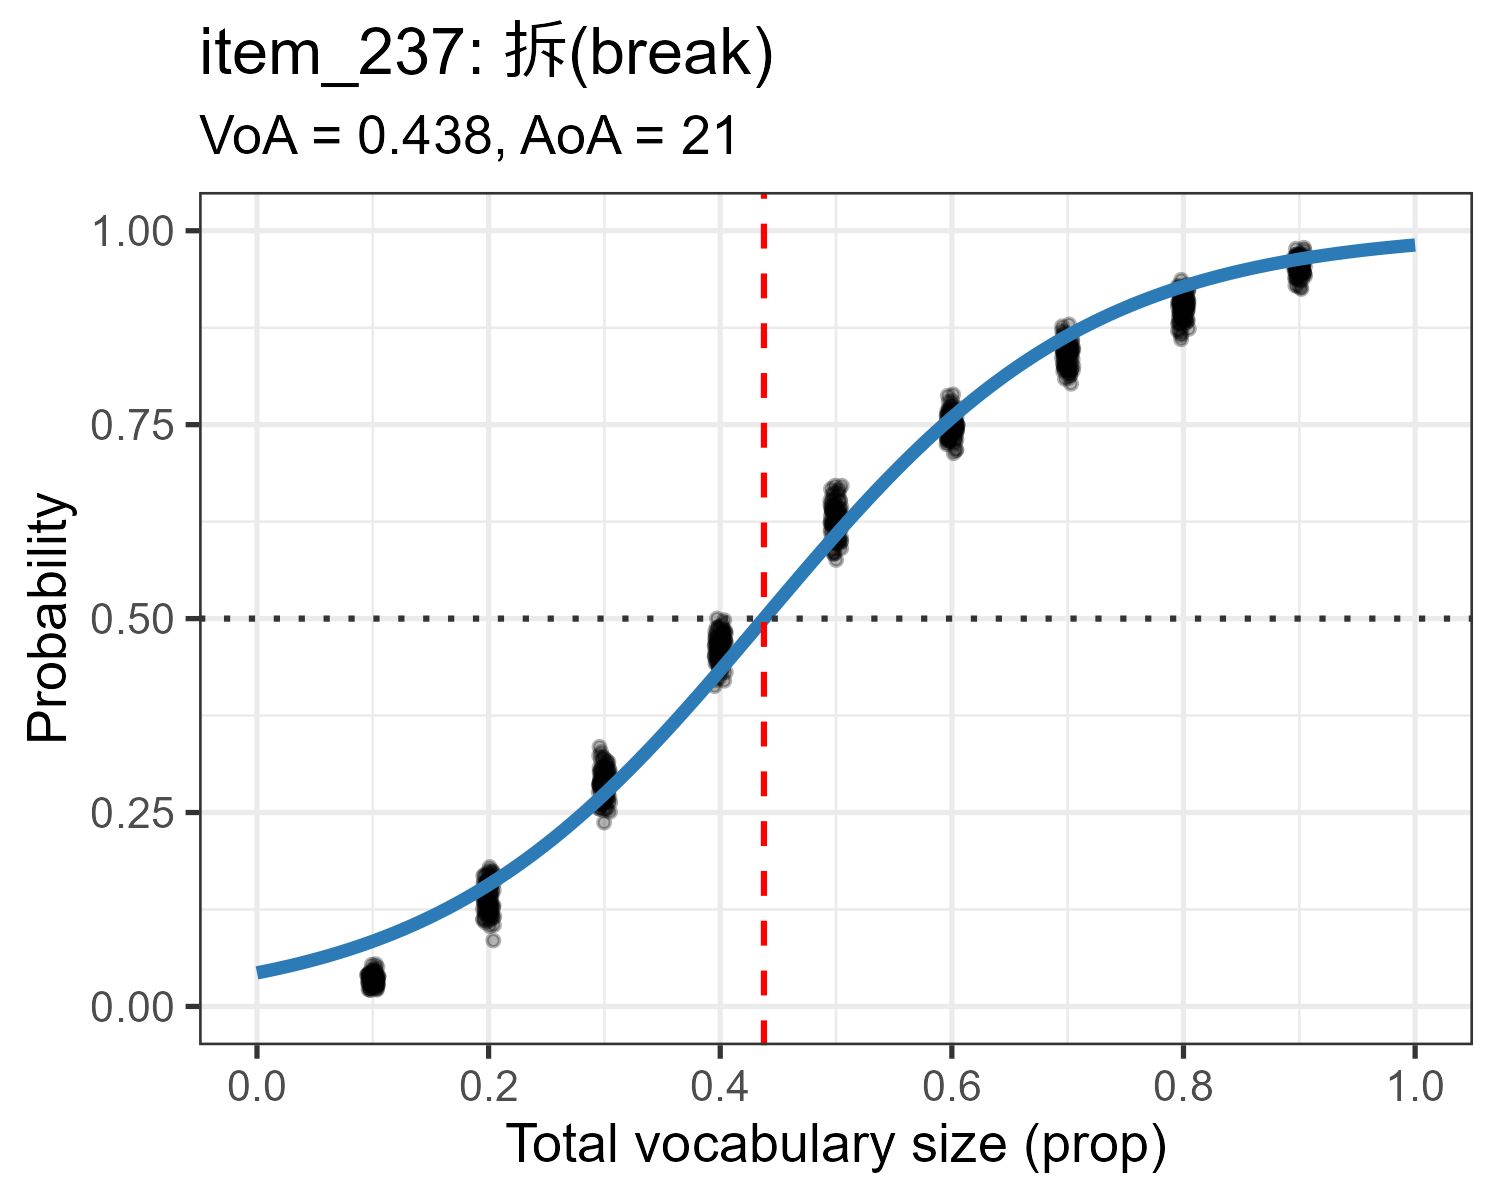 item_237: 拆(break)
VoA = 0.438, AoA = 21
1.00
0.75
0.50
0.25
0.00
Probability
0.0 0.2 0.4 0.6 0.8 1.0
Total vocabulary size (prop)